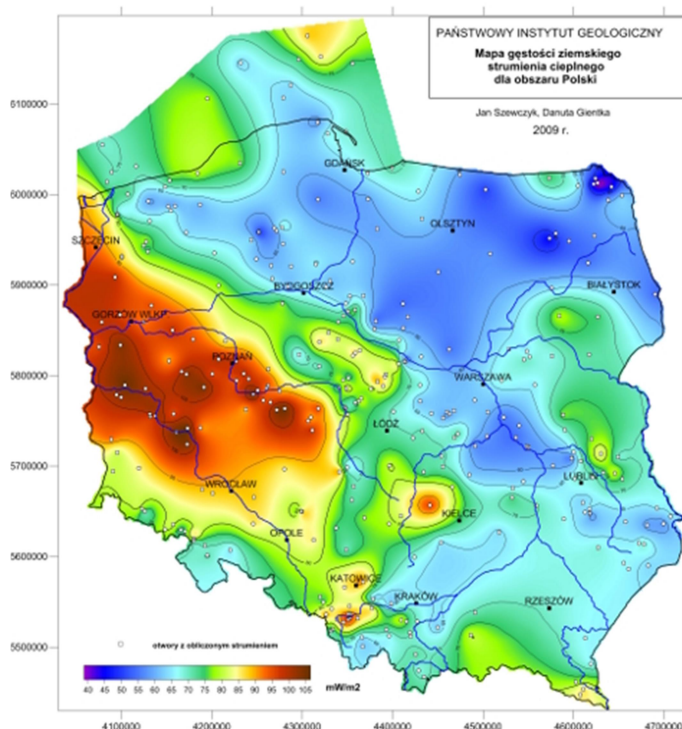 PAŃSTWOWY INSTYTUT GEOLOGICZNY
Mapa gęstości ziemskiego
strumienia cieplnego
dla obszaru Polski
Jan Szewczyk, Danuta Gientka
2009 r.
6100000
GDAŃSK
6000000
OLSZTYN
SZCZECIN
5900000
BYDGOSZCZ
BIAŁYSTOK
GORZÓW WLKP
POZNAŃ
5800000
WARSZAWA
ŁÓDŹ
5700000
LUBLIN
WROCŁAW
KIELCE
OPOLE
5600000
KATOWICE
KRAKÓW
RZESZÓW
5500000
otwory z obliczonym strumieniem
40 45 50 55 60 65 70 75 80 85 90 95 100 105 mW/m2
4100000 4200000 4300000 4400000 4500000 4600000 4700000